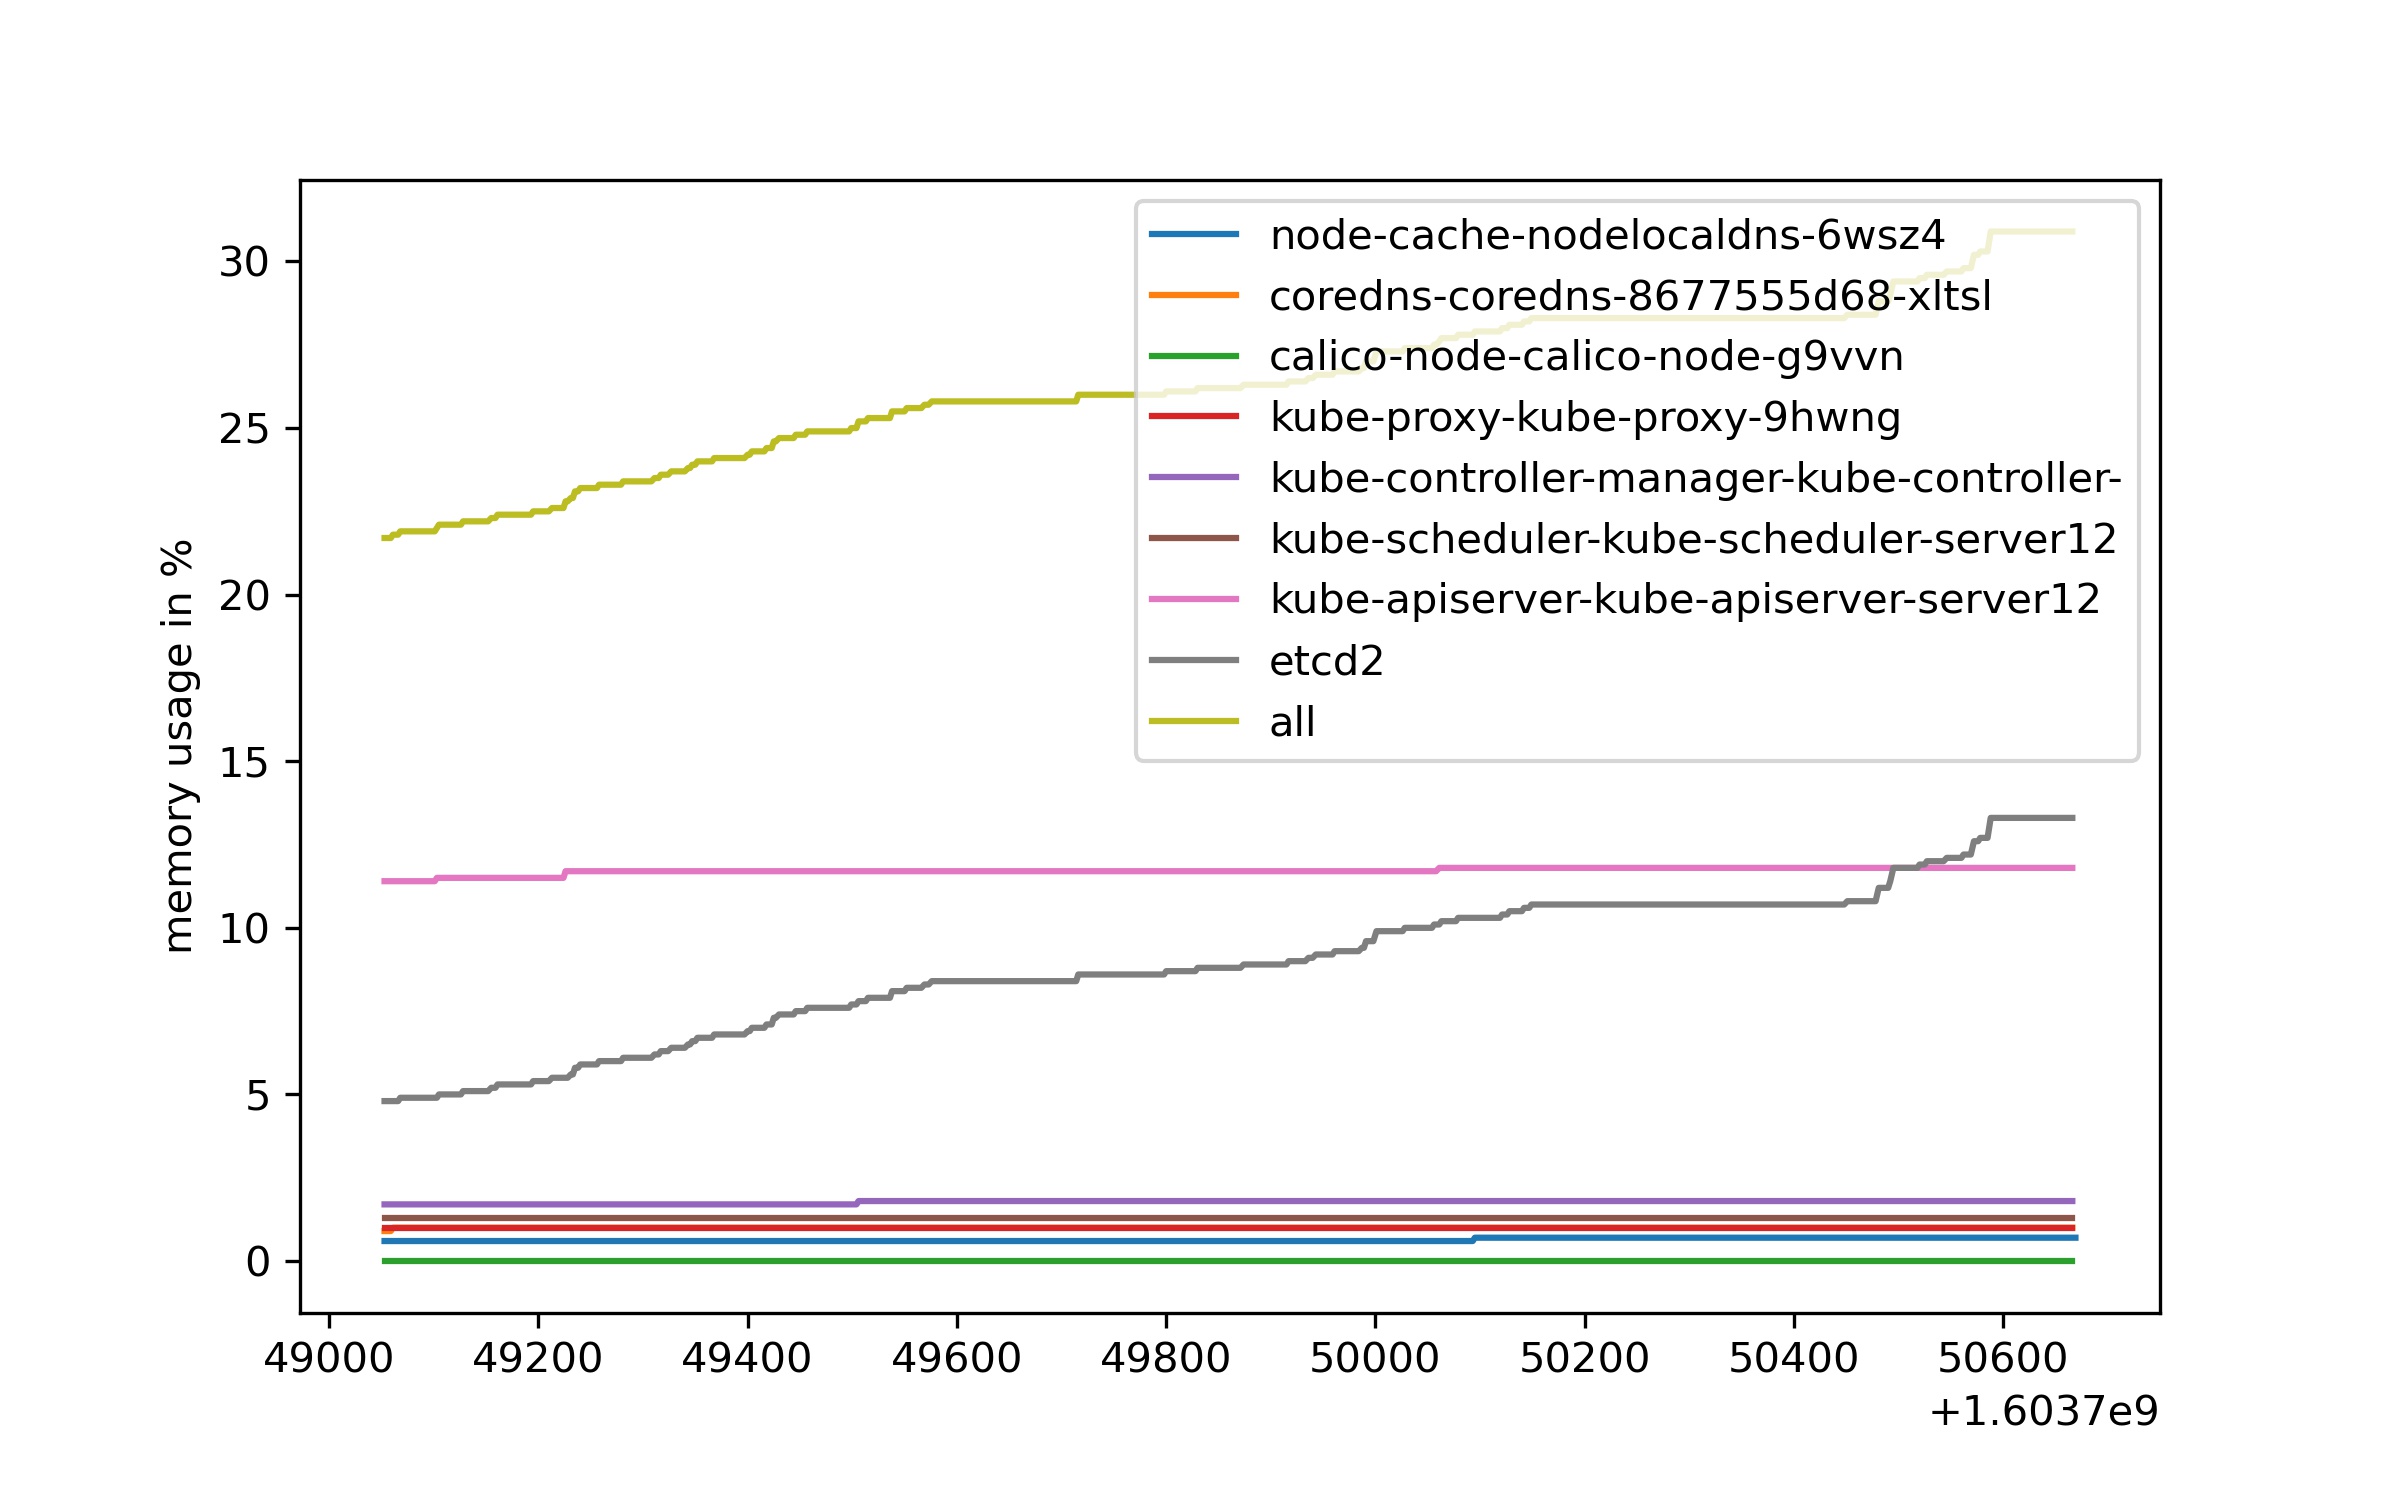 node-cache-nodelocaldns-6wsz4
coredns-coredns-8677555d68-xltsl
calico-node-calico-node-g9vvn
kube-proxy-kube-proxy-9hwng
kube-controller-manager-kube-controller-
kube-scheduler-kube-scheduler-server12
kube-apiserver-kube-apiserver-server12
etcd2
all
memory usage in %
30
25
20
15
10
5
0
49000 49200 49400 49600 49800 50000 50200 50400 50600
+1.6037e9